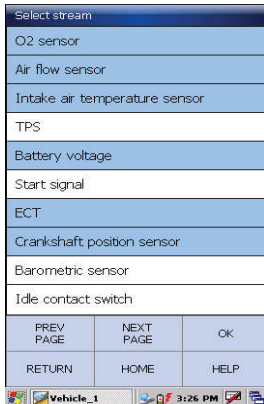 Select stream
O2 sensor
Air flow sensor
Intake air temperature sensor
TPS
Battery voltage
Start signal
ECT
Crankshaft position sensor
Barometric sensor
Idle contact switch
PREV PAGE
NEXT PAGE
OK
RETURN
HOME
HELP
Vehicle_1
3:26 PM